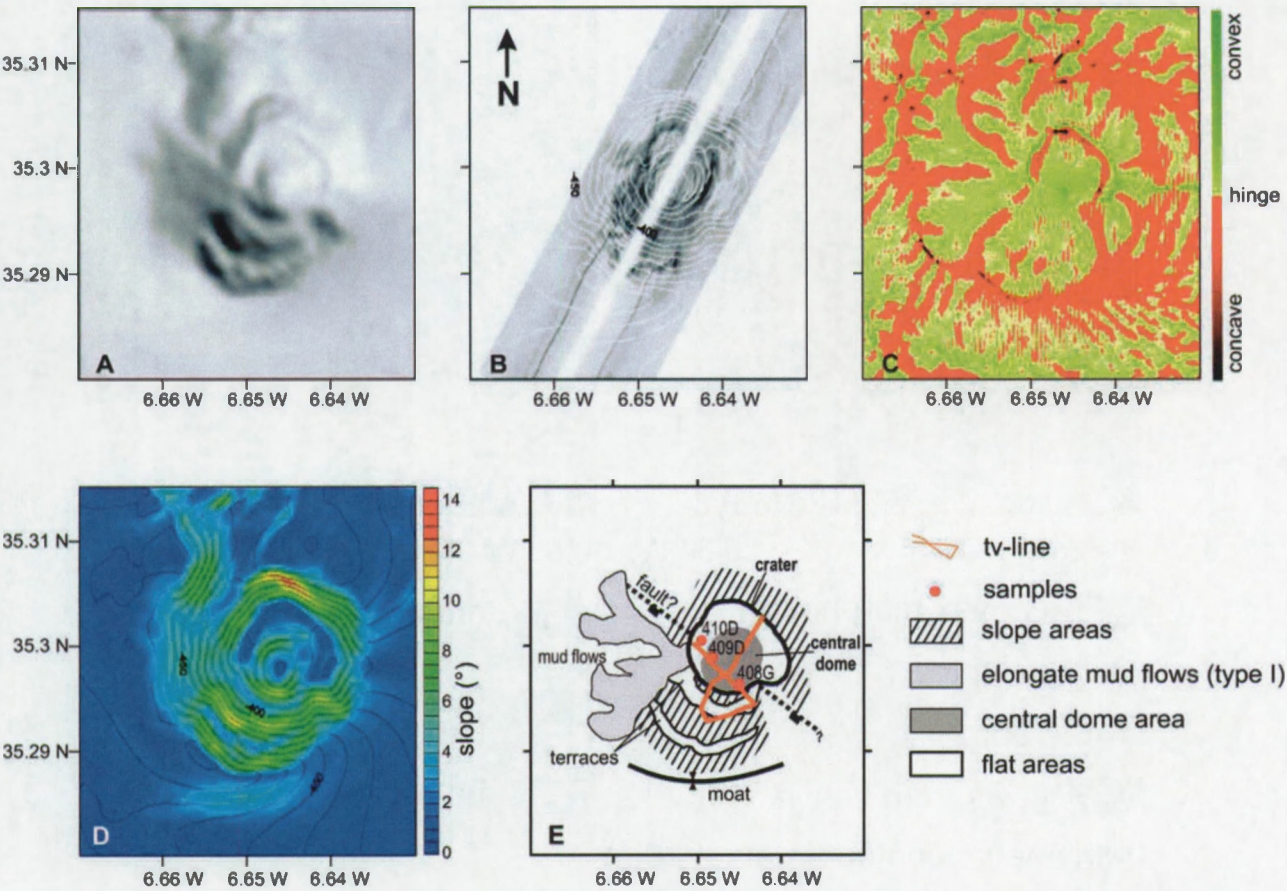 35.31 N
35.3 N
35.29 N
A
6.66 W 6.65 W 6.64 W
N
-450
-400
B
6.66 W 6.65 W 6.64 W
C
6.66 W 6.65 W 6.64 W
convex
hinge
concave
35.31 N
35.3 N
35.29 N
-450
-400
-400
D
6.66 W 6.65 W 6.64 W
14
12
10
8
6
4
2
0
slope (°)
crater
fault?
410D
409D
408G
central
dome
mud flows
terraces
moat
E
6.66 W 6.65 W 6.64 W
tv-line
samples
slope areas
elongate mud flows (type I)
central dome area
flat areas